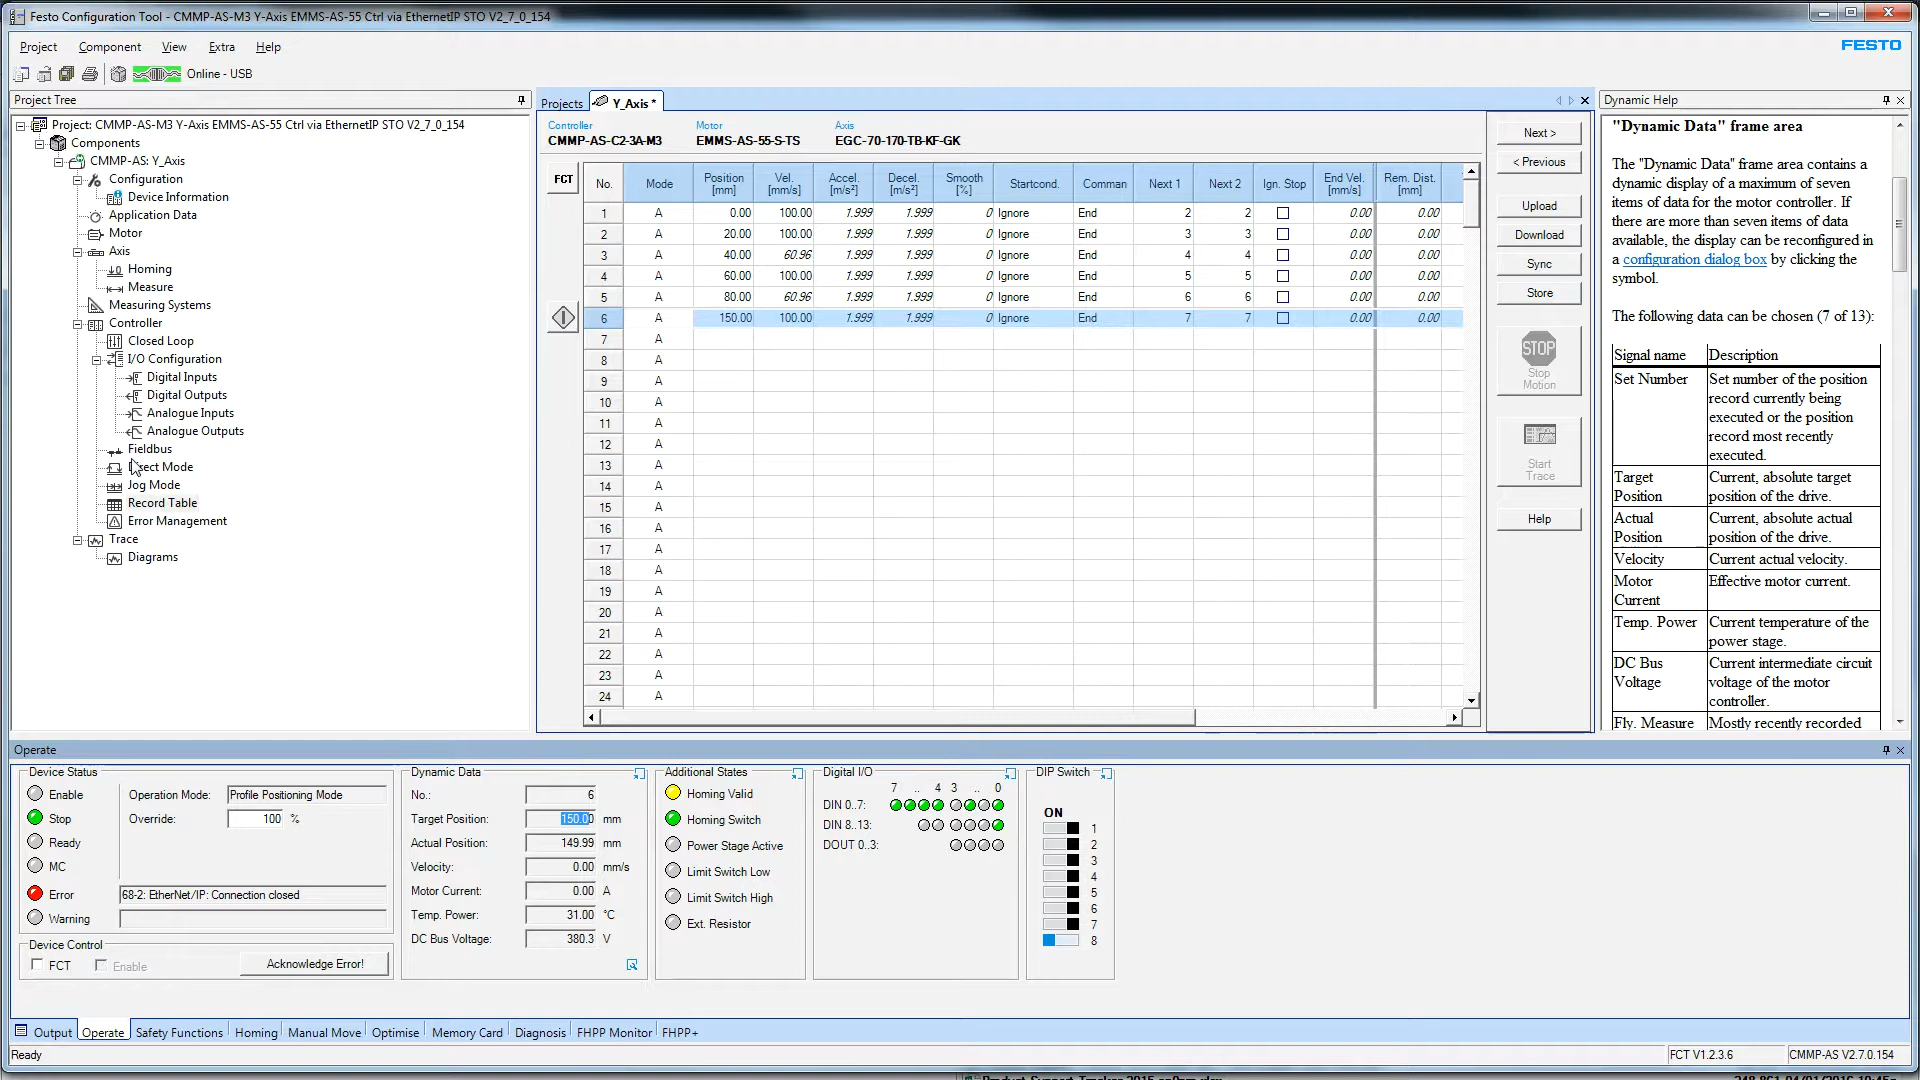 Festo Configuration Tool - CMMP-AS-M3 Y-Axis EMMS-AS-55 Ctrl via EthernetIP STO V2_7_0_154
Project Component View Extra Help
FESTO
Online - USB
Project Tree
Project: CMMP-AS-M3 Y-Axis EMMS-AS-55 Ctrl via EthernetIP STO V2_7_0_154
Components
CMMP-AS: Y_Axis
Configuration
Device Information
Application Data
Motor
Axis
Homing
Measure
Measuring Systems
Controller
Closed Loop
I/O Configuration
Digital Inputs
Digital Outputs
Analogue Inputs
Analogue Outputs
Fieldbus
ect Mode
Jog Mode
Record Table
Error Management
Trace
Diagrams
Projects Y_Axis *
Controller Motor Axis
CMMP-AS-C2-3A-M3 EMMS-AS-55-S-TS EGC-70-170-TB-KF-GK
FCT
No. Mode Position [mm] Vel. [mm/s] Accel. [m/s²] Decel. [m/s²] Smooth [%] Startcond. Comman Next 1 Next 2 Ign. Stop End Vel. [mm/s] Rem. Dist. [mm]
1 A 0.00 100.00 1.999 1.999 0 Ignore End 2 2 0.00 0.00
2 A 20.00 100.00 1.999 1.999 0 Ignore End 3 3 0.00 0.00
3 A 40.00 60.96 1.999 1.999 0 Ignore End 4 4 0.00 0.00
4 A 60.00 100.00 1.999 1.999 0 Ignore End 5 5 0.00 0.00
5 A 80.00 60.96 1.999 1.999 0 Ignore End 6 6 0.00 0.00
6 A 150.00 100.00 1.999 1.999 0 Ignore End 7 7 0.00 0.00
7 A
8 A
9 A
10 A
11 A
12 A
13 A
14 A
15 A
16 A
17 A
18 A
19 A
20 A
21 A
22 A
23 A
24 A
Next >
< Previous
Upload
Download
Sync
Store
STOP
Stop
Motion
Start
Trace
Help
Dynamic Help
"Dynamic Data" frame area
The "Dynamic Data" frame area contains a
dynamic display of a maximum of seven
items of data for the motor controller. If
there are more than seven items of data
available, the display can be reconfigured in
a configuration dialog box by clicking the
symbol.
The following data can be chosen (7 of 13):
Signal name Description
Set Number Set number of the position
record currently being
executed or the position
record most recently
executed.
Target Position Current, absolute target
position of the drive.
Actual Position Current, absolute actual
position of the drive.
Velocity Current actual velocity.
Motor Current Effective motor current.
Temp. Power Current temperature of the
power stage.
DC Bus Voltage Current intermediate circuit
voltage of the motor
controller.
Fly. Measure Mostly recently recorded
Operate
Device Status
Enable
Stop
Ready
MC
Error 68-2: EtherNet/IP: Connection closed
Warning
Operation Mode: Profile Positioning Mode
Override: 100 %
Device Control
FCT Enable Acknowledge Error!
Dynamic Data
No.: 6
Target Position: 150.00 mm
Actual Position: 149.99 mm
Velocity: 0.00 mm/s
Motor Current: 0.00 A
Temp. Power: 31.00 °C
DC Bus Voltage: 380.3 V
Additional States
Homing Valid
Homing Switch
Power Stage Active
Limit Switch Low
Limit Switch High
Ext. Resistor
Digital I/O
7 .. 4 3 .. 0
DIN 0..7:
DIN 8..13:
DOUT 0..3:
DIP Switch
ON
1
2
3
4
5
6
7
8
Output Operate Safety Functions Homing Manual Move Optimise Memory Card Diagnosis FHPP Monitor FHPP+
Ready FCT V1.2.3.6 CMMP-AS V2.7.0.154